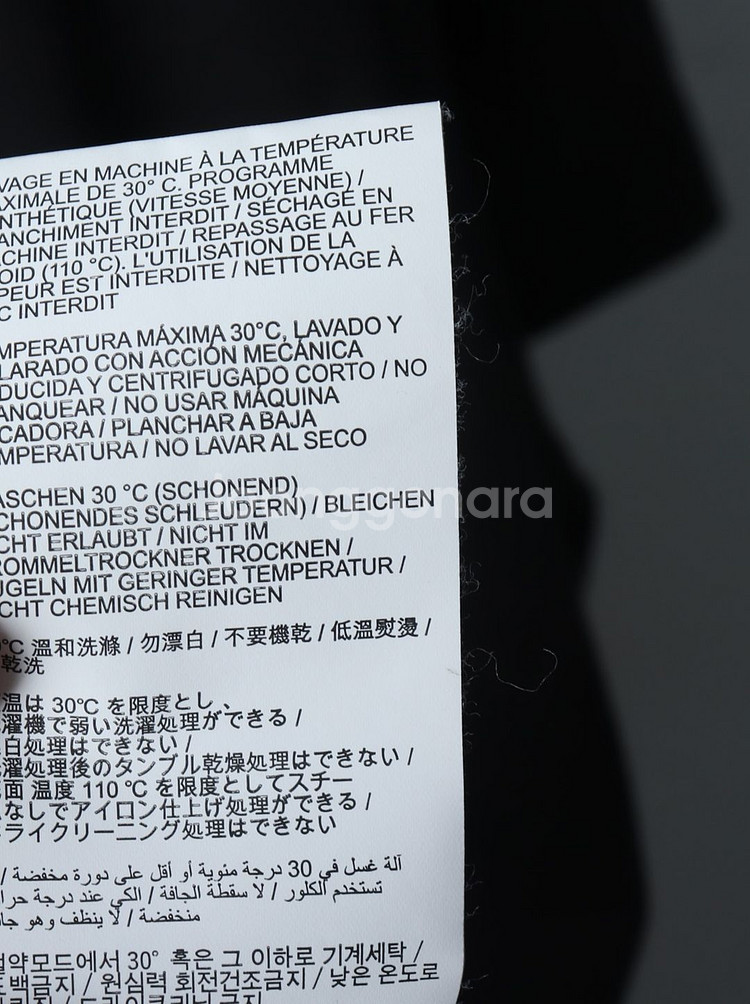 VAGE EN MACHINE À LA TEMPÉRATURE
XIMALE DE 30° C. PROGRAMME
NTHÉTIQUE (VITESSE MOYENNE) /
ANCHIMENT INTERDIT / SÉCHAGE EN
CHINE INTERDIT / REPASSAGE AU FER
OID (110 °C). L'UTILISATION DE LA
PEUR EST INTERDITE / NETTOYAGE À
C INTERDIT
MPERATURA MÁXIMA 30°C, LAVADO Y
LARADO CON ACCIÓN MECÁNICA
DUCIDA Y CENTRIFUGADO CORTO / NO
ANQUEAR / NO USAR MÁQUINA
CADORA / PLANCHAR A BAJA
MPERATURA / NO LAVAR AL SECO
ASCHEN 30 °C (SCHONEND)
CHONENDES SCHLEUDERN) / BLEICHEN
CHT ERLAUBT / NICHT IM
ROMMELTROCKNER TROCKNEN /
ÜGELN MIT GERINGER TEMPERATUR /
CHT CHEMISCH REINIGEN
°C 溫和洗滌 / 勿漂白 / 不要機乾 / 低溫熨燙 /
乾洗
温は 30℃ を限度とし、
濯機で弱い洗濯処理ができる /
白処理はできない /
濯処理後のタンブル乾燥処理はできない /
面 温度 110 ℃ を限度としてスチー
なしでアイロン仕上げ処理ができる /
ライクリーニング処理はできない
آلة غسل في 30 درجة مئوية أو أقل على دورة مخفضة /
تستخدم الكلور / لا سقطة الجافة / الكي عند درجة حرا
منخفضة / لا ينظف وهو جا
약모드에서 30° 혹은 그 이하로 기계세탁 /
백금지 / 원심력 회전건조금지 / 낮은 온도로